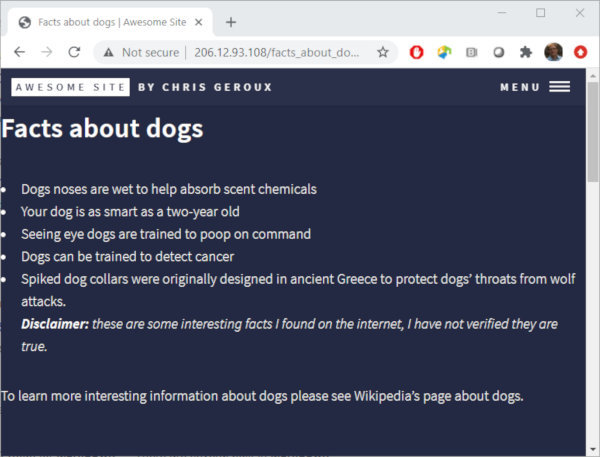 Facts about dogs | Awesome Site
Not secure | 206.12.93.108/facts_about_do...
AWESOME SITE BY CHRIS GEROUX
MENU
Facts about dogs
• Dogs noses are wet to help absorb scent chemicals
• Your dog is as smart as a two-year old
• Seeing eye dogs are trained to poop on command
• Dogs can be trained to detect cancer
• Spiked dog collars were originally designed in ancient Greece to protect dogs’ throats from wolf
attacks.
Disclaimer: these are some interesting facts I found on the internet, I have not verified they are
true.
To learn more interesting information about dogs please see Wikipedia’s page about dogs.